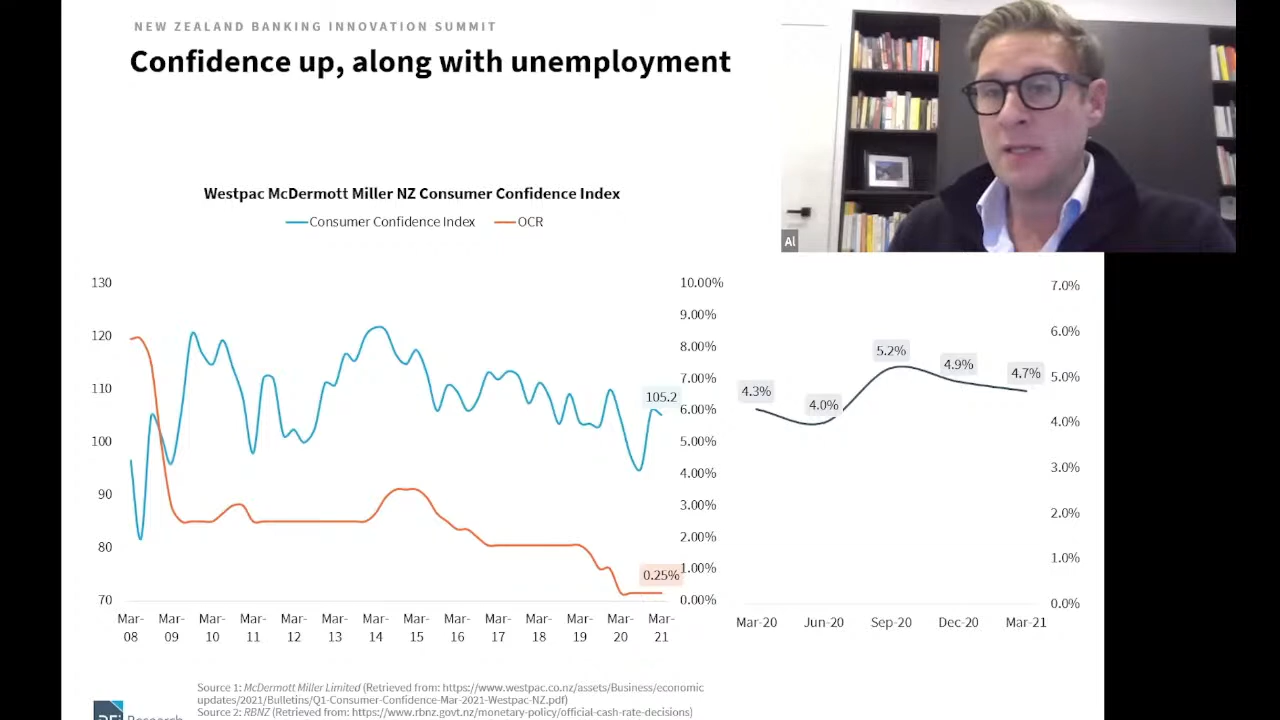 NEW ZEALAND BANKING INNOVATION SUMMIT
Confidence up, along with unemployment
Al
Westpac McDermott Miller NZ Consumer Confidence Index
Consumer Confidence Index
OCR
130
120
110
100
90
80
70
10.00%
9.00%
8.00%
7.00%
6.00%
5.00%
4.00%
3.00%
2.00%
1.00%
0.00%
105.2
0.25%
Mar-
08
Mar-
09
Mar-
10
Mar-
11
Mar-
12
Mar-
13
Mar-
14
Mar-
15
Mar-
16
Mar-
17
Mar-
18
Mar-
19
Mar-
20
Mar-
21
4.3%
4.0%
5.2%
4.9%
4.7%
7.0%
6.0%
5.0%
4.0%
3.0%
2.0%
1.0%
0.0%
Mar-20
Jun-20
Sep-20
Dec-20
Mar-21
Source 1: McDermott Miller Limited (Retrieved from: https://www.westpac.co.nz/assets/Business/economic
updates/2021/Bulletins/Q1-Consumer-Confidence-Mar-2021-Westpac-NZ.pdf)
Source 2: RBNZ (Retrieved from: https://www.rbnz.govt.nz/monetary-policy/official-cash-rate-decisions)
Research